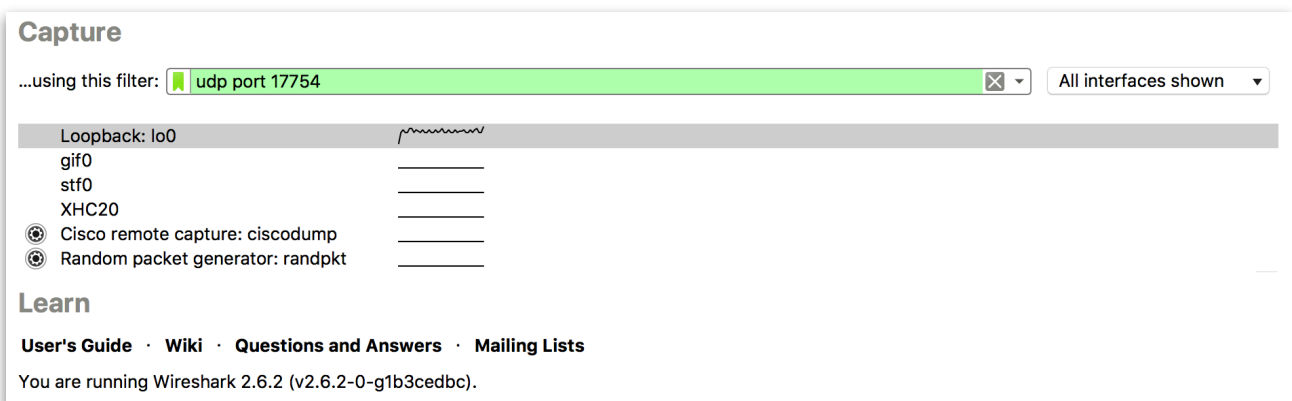 Capture
...using this filter: udp port 17754 All interfaces shown
Loopback: lo0
gif0
stf0
XHC20
Cisco remote capture: ciscodump
Random packet generator: randpkt
Learn
User's Guide · Wiki · Questions and Answers · Mailing Lists
You are running Wireshark 2.6.2 (v2.6.2-0-g1b3cedbc).